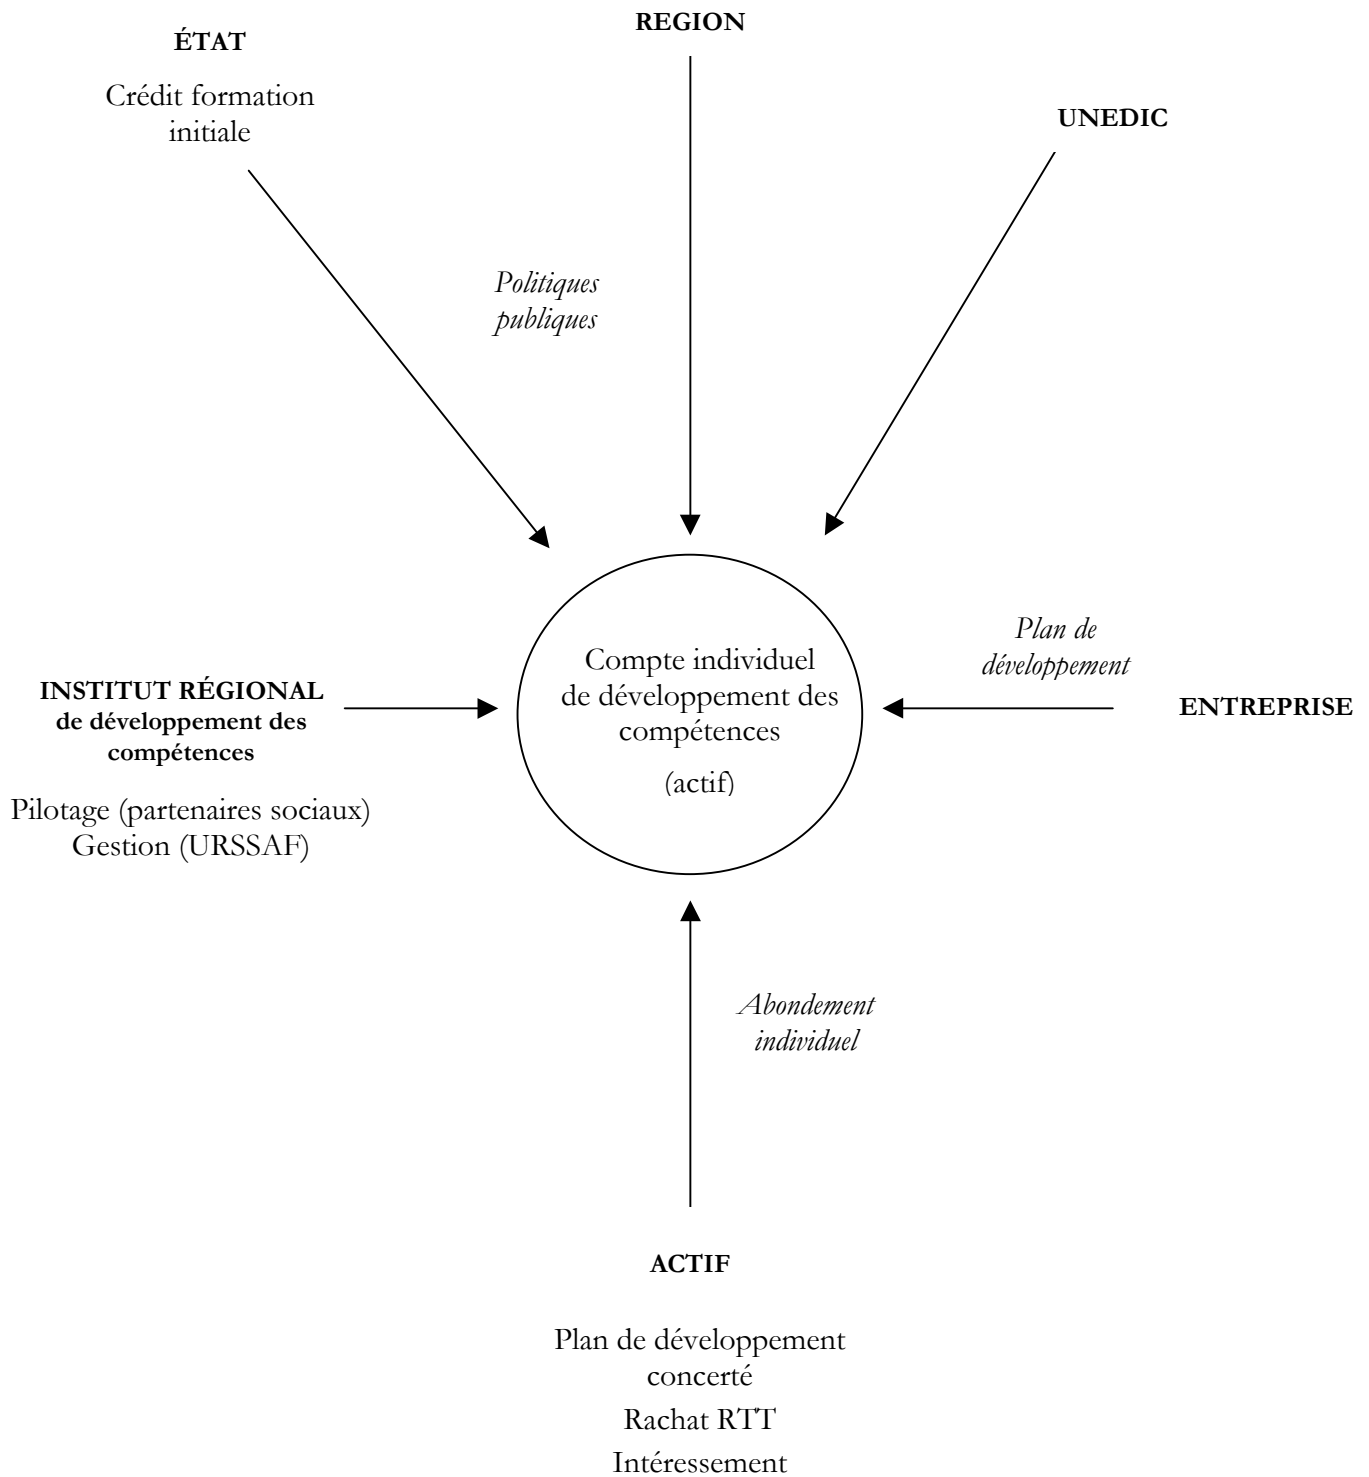 REGION
ÉTAT
Crédit formation
initiale
UNEDIC
Politiques
publiques
Plan de
développement
ENTREPRISE
Compte individuel
de développement des
compétences
(actif)
INSTITUT RÉGIONAL
de développement des
compétences
Pilotage (partenaires sociaux)
Gestion (URSSAF)
Abondement
individuel
ACTIF
Plan de développement
concerté
Rachat RTT
Intéressement